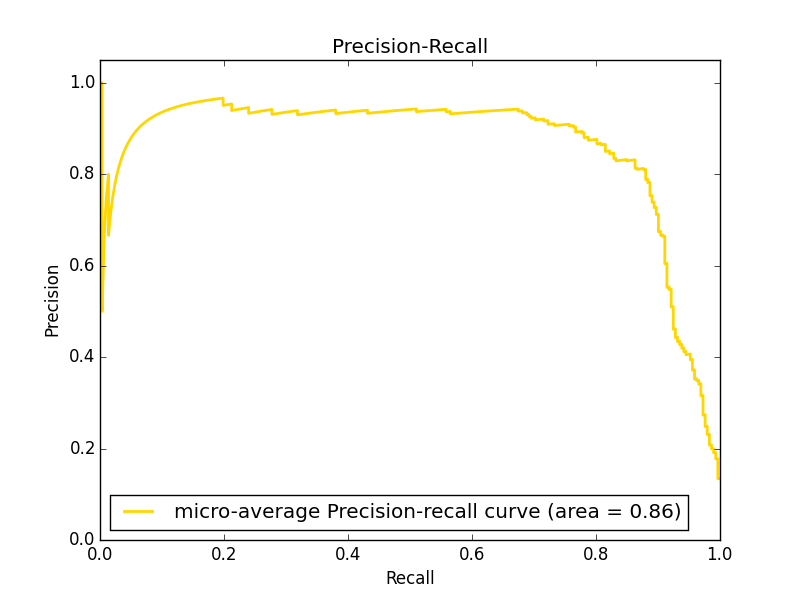 Precision-Recall
1.0
0.8
0.6
0.4
0.2
0.0
Precision
micro-average Precision-recall curve (area = 0.86)
0.0 0.2 0.4 0.6 0.8 1.0
Recall